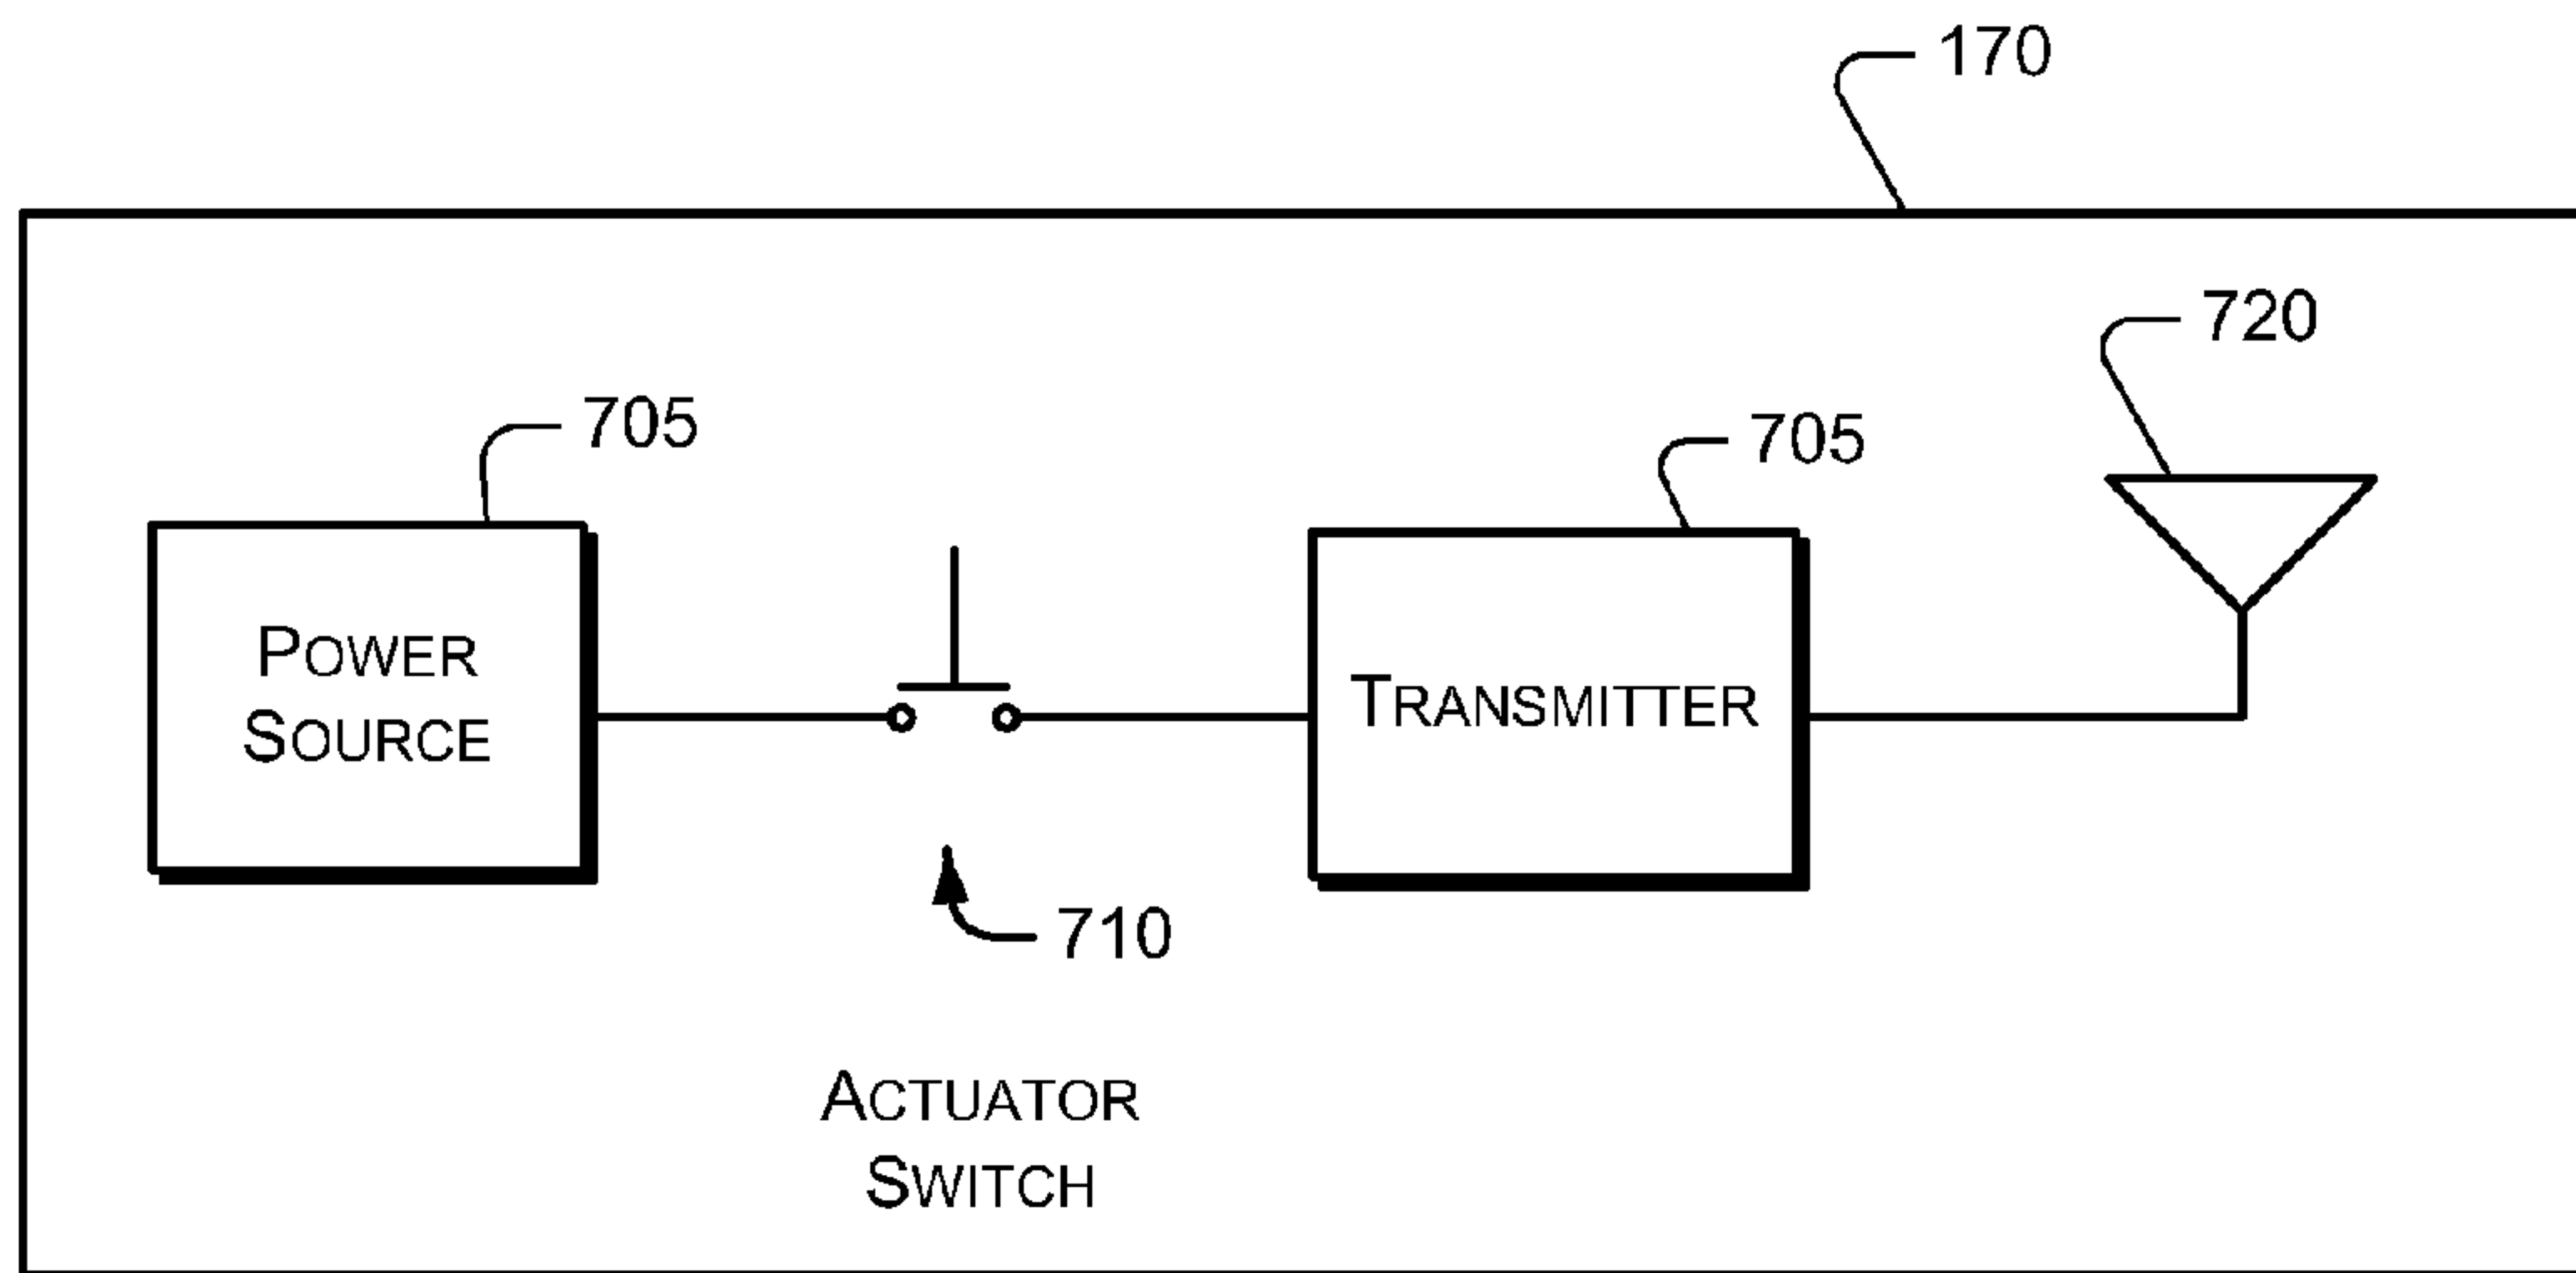 170
720
705
705
POWER
SOURCE
TRANSMITTER
710
ACTUATOR
SWITCH